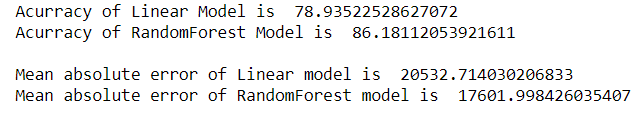 Acurracy of Linear Model is  78.93522528627072
Acurracy of RandomForest Model is  86.18112053921611
Mean absolute error of Linear model is  20532.714030206833
Mean absolute error of RandomForest model is  17601.998426035407